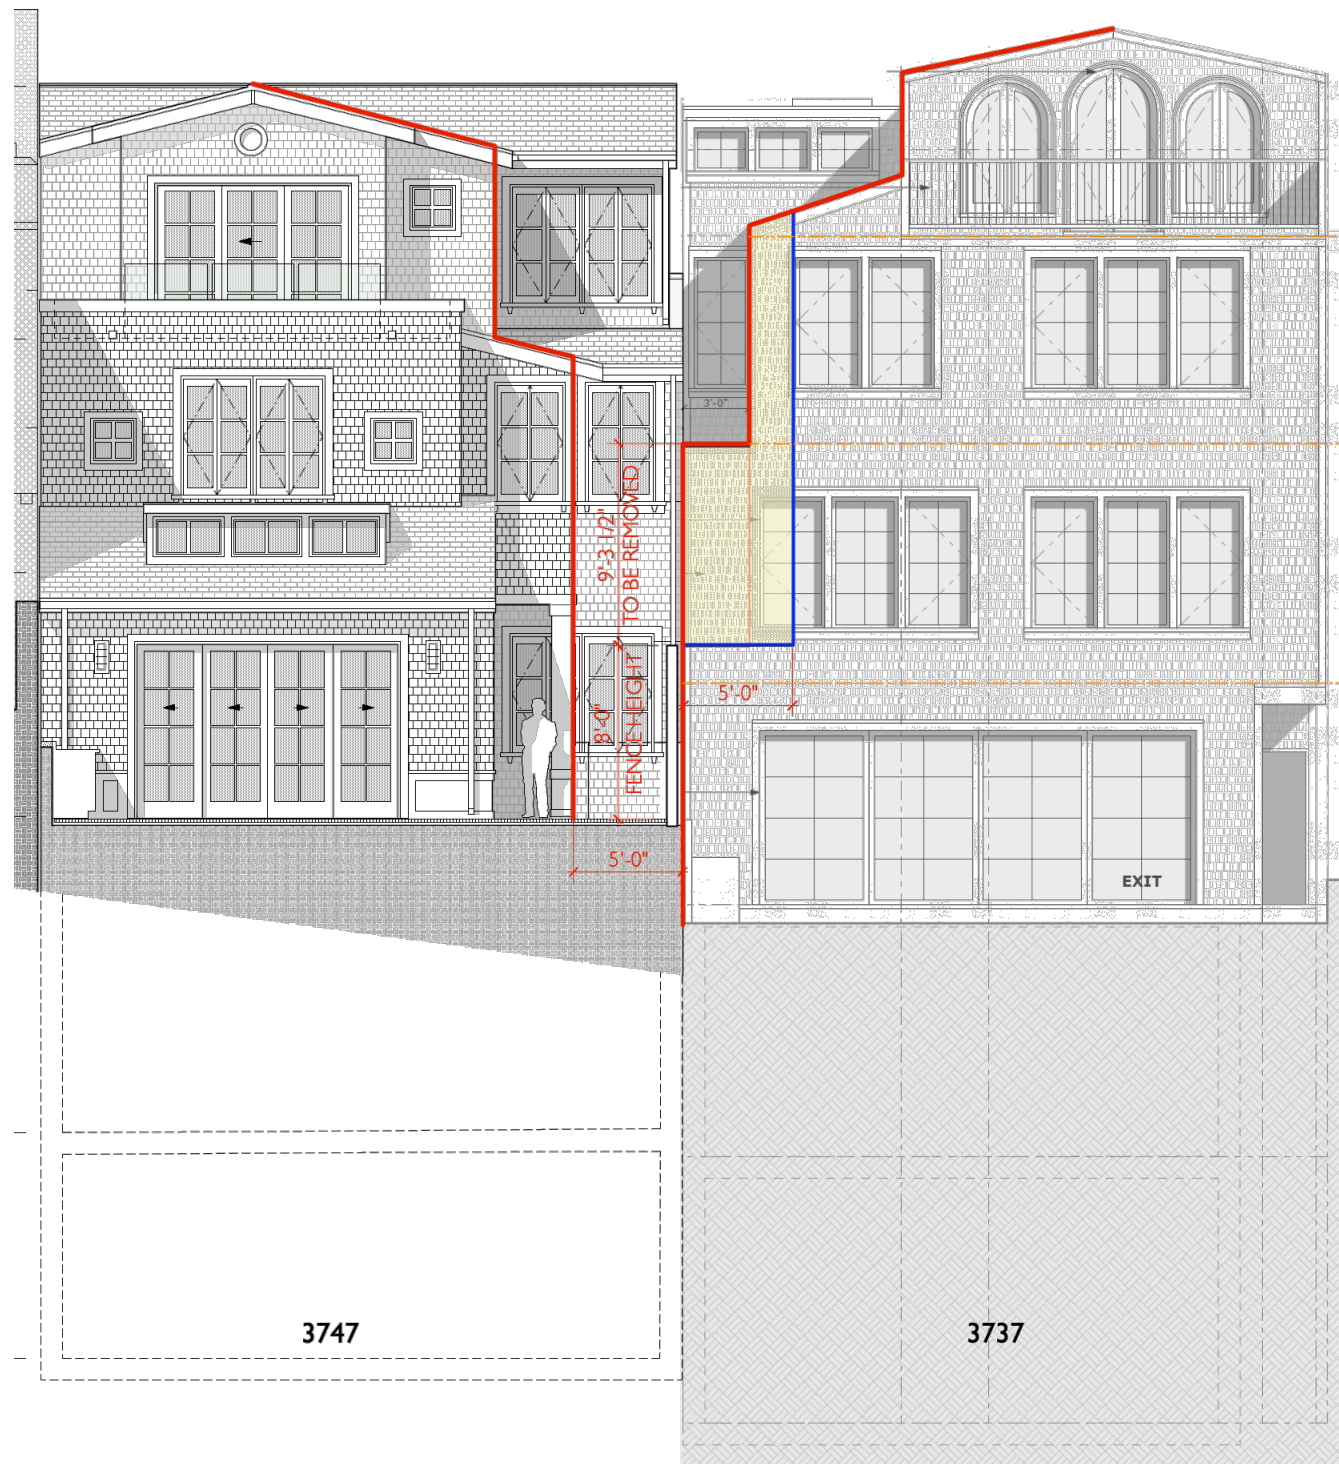 3'-0"
9'-3 1/2"
TO BE REMOVED
8'-0"
FENCE HEIGHT
5'-0"
5'-0"
EXIT
3747
3737